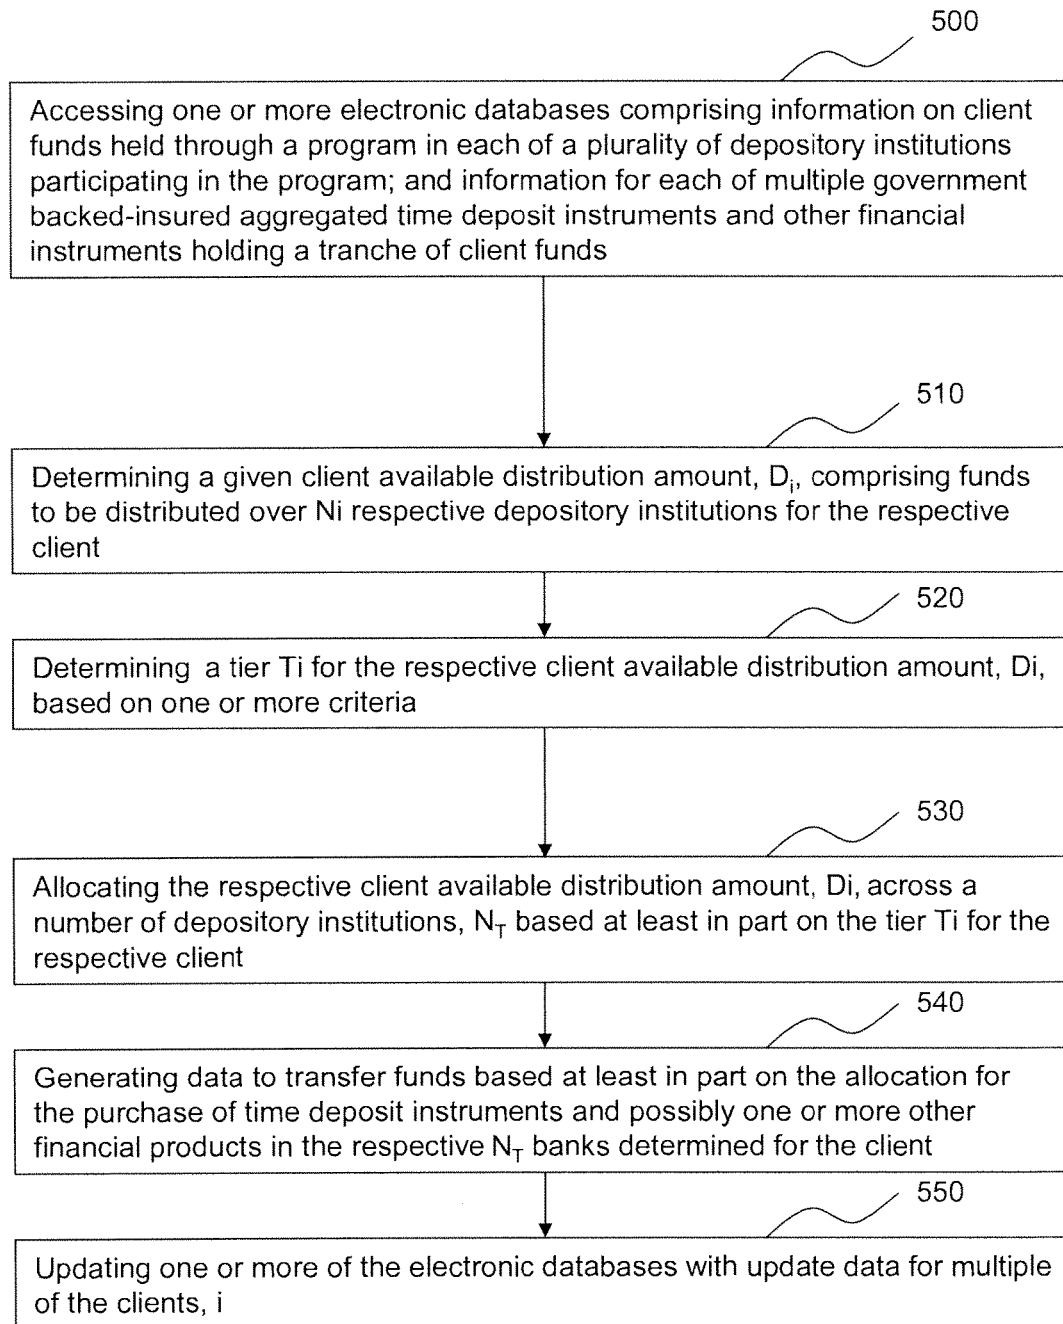 500
Accessing one or more electronic databases comprising information on client
funds held through a program in each of a plurality of depository institutions
participating in the program; and information for each of multiple government
backed-insured aggregated time deposit instruments and other financial
instruments holding a tranche of client funds
510
Determining a given client available distribution amount, Di, comprising funds
to be distributed over Ni respective depository institutions for the respective
client
520
Determining a tier Ti for the respective client available distribution amount, Di,
based on one or more criteria
530
Allocating the respective client available distribution amount, Di, across a
number of depository institutions, NT based at least in part on the tier Ti for the
respective client
540
Generating data to transfer funds based at least in part on the allocation for
the purchase of time deposit instruments and possibly one or more other
financial products in the respective NT banks determined for the client
550
Updating one or more of the electronic databases with update data for multiple
of the clients, i